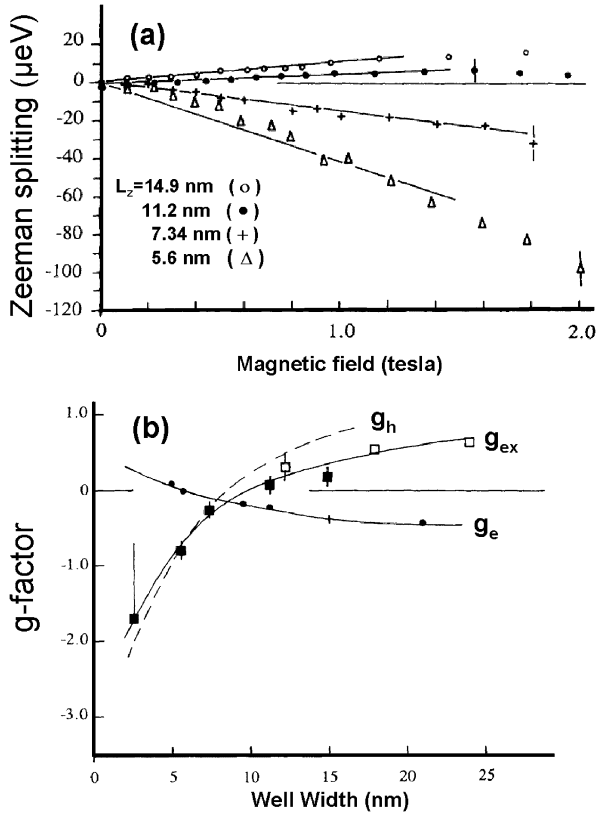 (a)
Zeeman splitting (µeV)
20
0
-20
-40
-60
-80
-100
-120
Lz=14.9 nm (○)
11.2 nm (●)
7.34 nm (+)
5.6 nm (Δ)
0
1.0
2.0
Magnetic field (tesla)
(b)
g-factor
1.0
0
-1.0
-2.0
-3.0
gh
gex
ge
0
5
10
15
20
25
Well Width (nm)